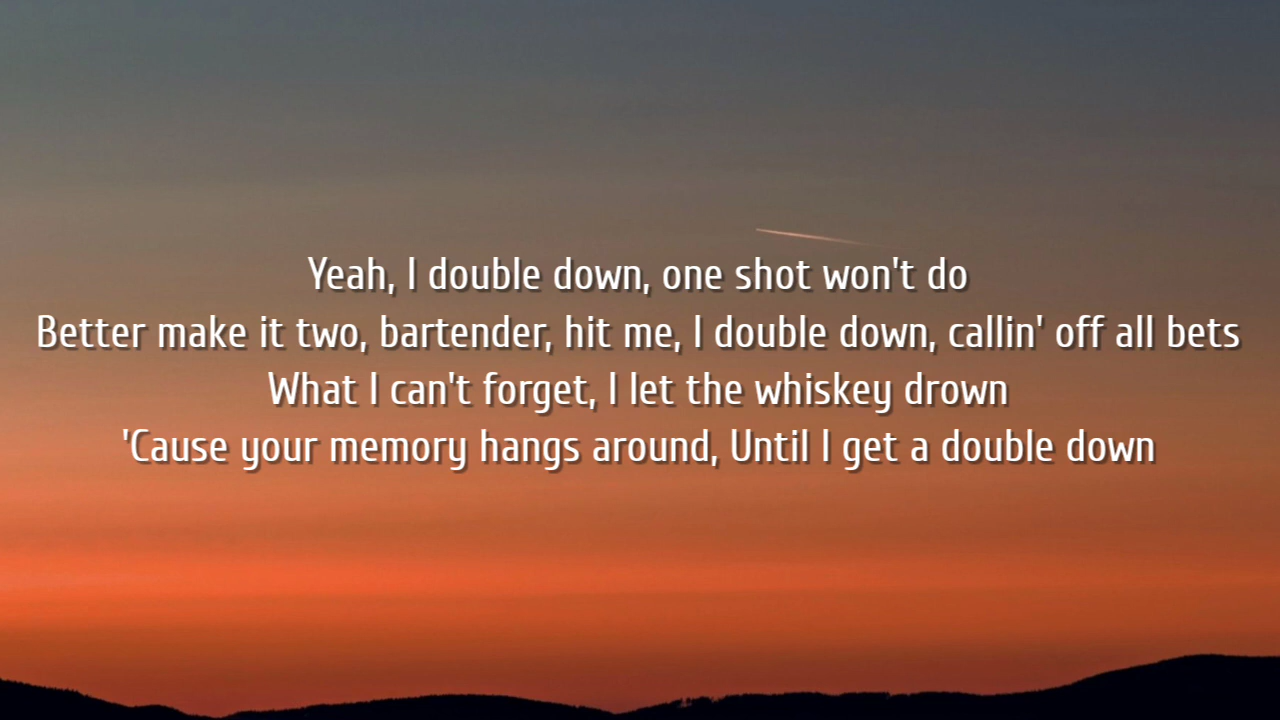 Yeah, I double down, one shot won't do
Better make it two, bartender, hit me, I double down, callin' off all bets
What I can't forget, I let the whiskey drown
'Cause your memory hangs around, Until I get a double down